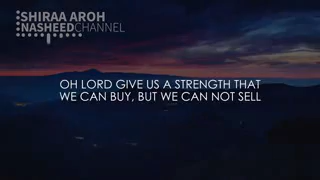 SHIRAA AROH
NASHEEDCHANNEL
OH LORD GIVE US A STRENGTH THAT
WE CAN BUY, BUT WE CAN NOT SELL